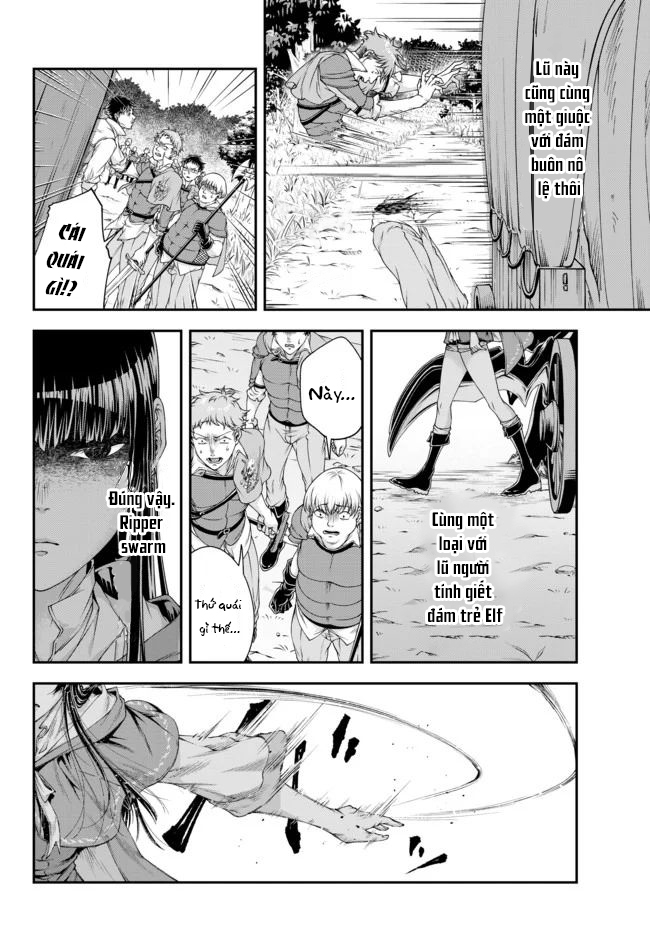 Lũ này
cũng cùng
một giuộc
với đám
buôn nô
lệ thôi
CÁI
QUÁI
GÌ!?
Cùng một
loại với
lũ người
tính giết
đám trẻ Elf
Này...
Thứ quái
gì thế...
Đúng vậy.
Ripper
swarm